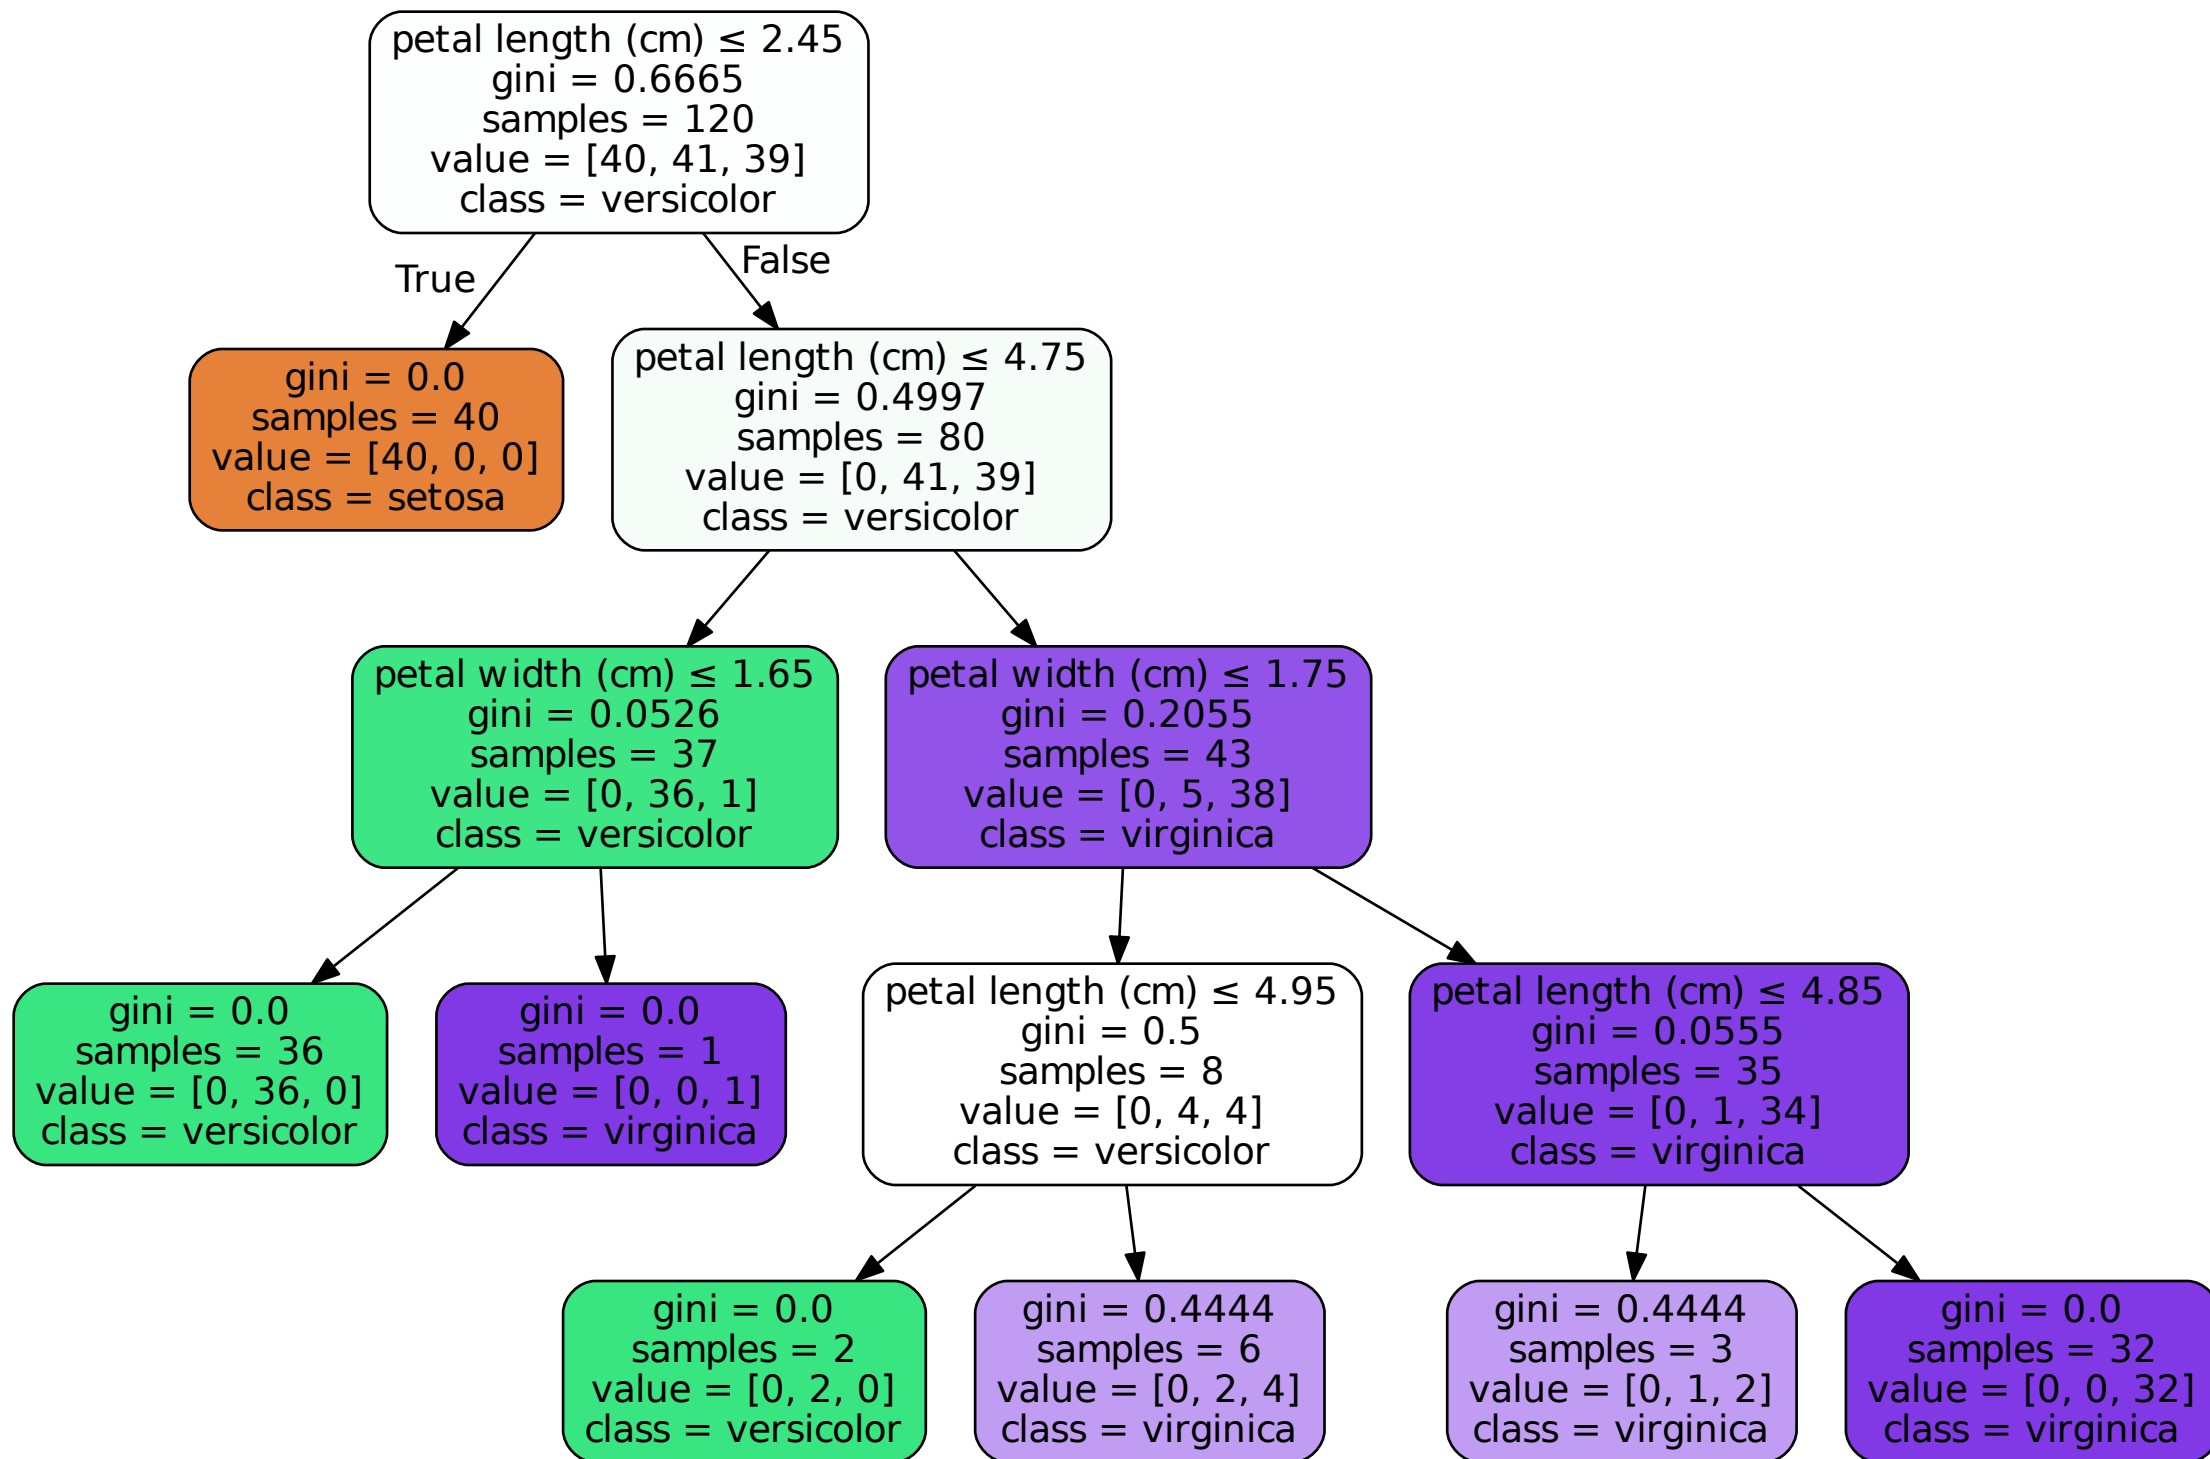 petal length (cm) ≤ 2.45
gini = 0.6665
samples = 120
value = [40, 41, 39]
class = versicolor
True
False
gini = 0.0
samples = 40
value = [40, 0, 0]
class = setosa
petal length (cm) ≤ 4.75
gini = 0.4997
samples = 80
value = [0, 41, 39]
class = versicolor
petal width (cm) ≤ 1.65
gini = 0.0526
samples = 37
value = [0, 36, 1]
class = versicolor
petal width (cm) ≤ 1.75
gini = 0.2055
samples = 43
value = [0, 5, 38]
class = virginica
gini = 0.0
samples = 36
value = [0, 36, 0]
class = versicolor
gini = 0.0
samples = 1
value = [0, 0, 1]
class = virginica
petal length (cm) ≤ 4.95
gini = 0.5
samples = 8
value = [0, 4, 4]
class = versicolor
petal length (cm) ≤ 4.85
gini = 0.0555
samples = 35
value = [0, 1, 34]
class = virginica
gini = 0.0
samples = 2
value = [0, 2, 0]
class = versicolor
gini = 0.4444
samples = 6
value = [0, 2, 4]
class = virginica
gini = 0.4444
samples = 3
value = [0, 1, 2]
class = virginica
gini = 0.0
samples = 32
value = [0, 0, 32]
class = virginica